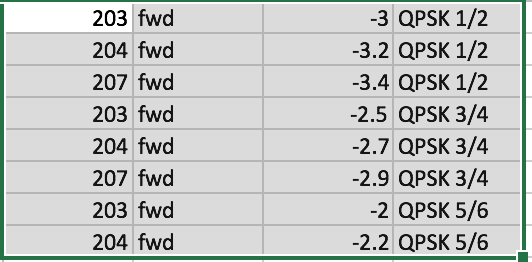 203 fwd -3 QPSK 1/2
204 fwd -3.2 QPSK 1/2
207 fwd -3.4 QPSK 1/2
203 fwd -2.5 QPSK 3/4
204 fwd -2.7 QPSK 3/4
207 fwd -2.9 QPSK 3/4
203 fwd -2 QPSK 5/6
204 fwd -2.2 QPSK 5/6